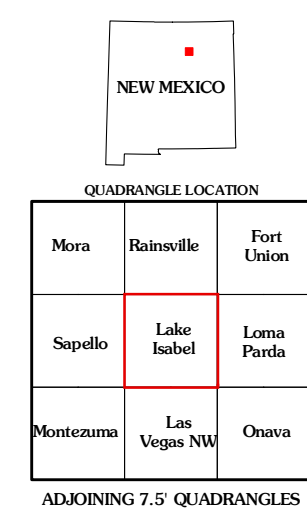 NEW MEXICO
QUADRANGLE LOCATION
Mora
Rainsville
Fort
Union
Sapello
Lake
Isabel
Loma
Parda
Montezuma
Las
Vegas NW
Onava
ADJOINING 7.5' QUADRANGLES